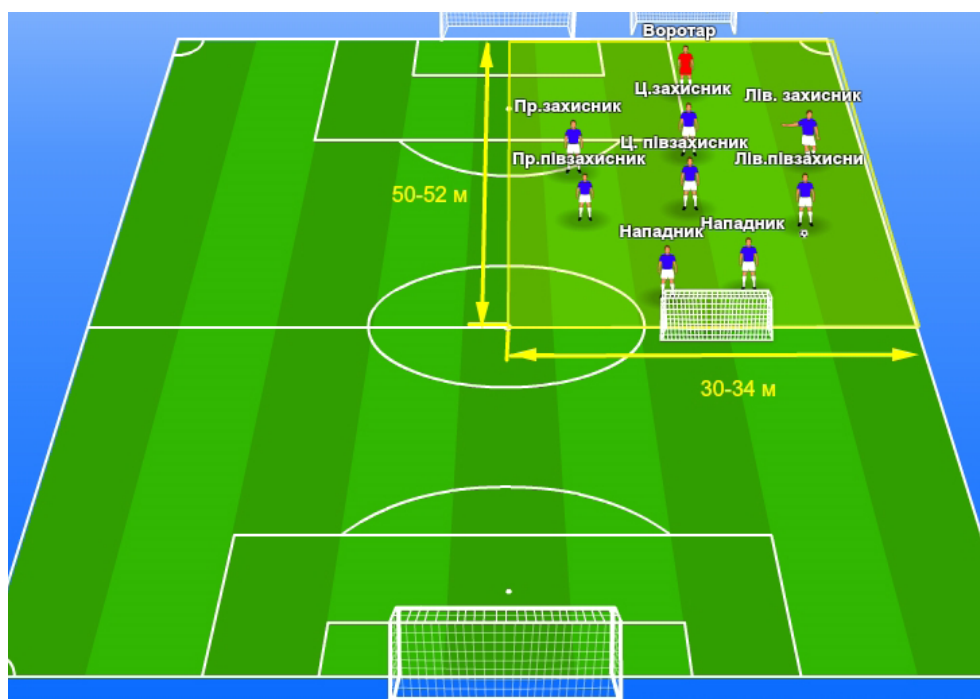 Воротар
Ц.захисник
Лів. захисник
Пр.захисник
Ц. півзахисник
Пр.півзахисник
Лів.півзахисни
50-52 м
Нападник
Нападник
30-34 м